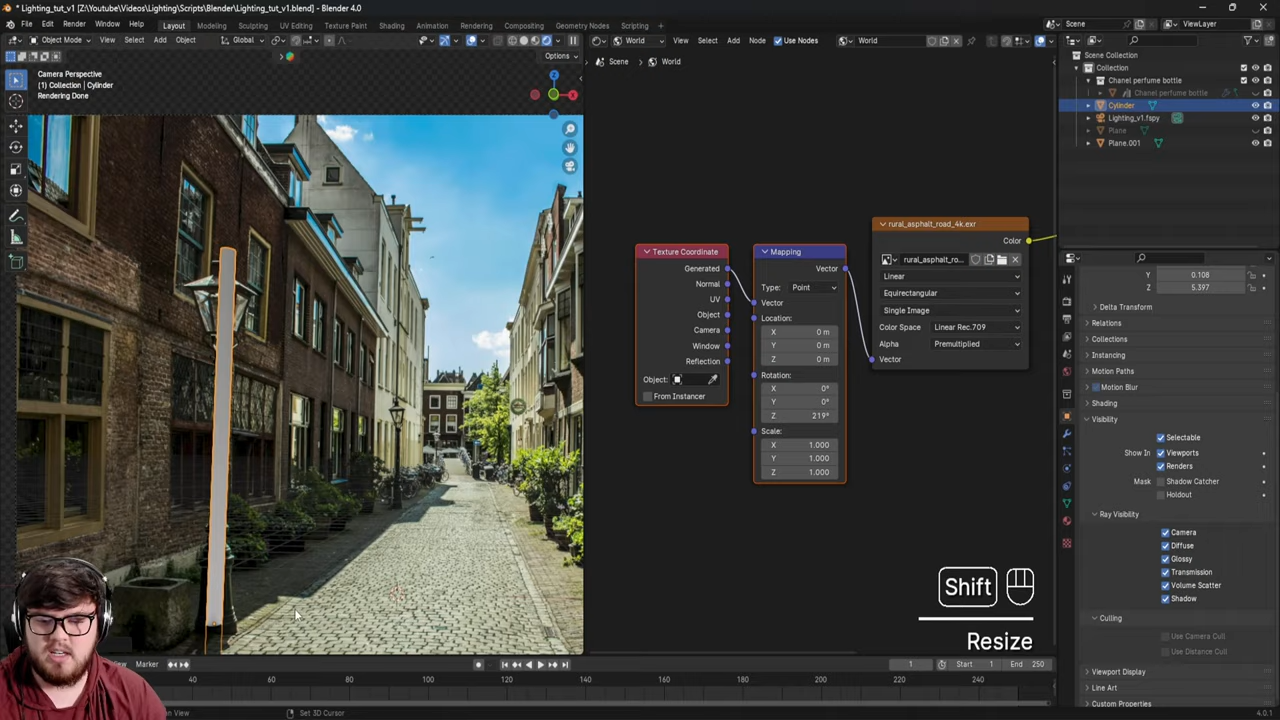 * Lighting_tut_v1 [Z:\Youtube\Videos\Lighting\Scripts\Blender\Lighting_tut_v1.blend] - Blender 4.0
File Edit Render Window Help Layout Modeling Sculpting UV Editing Texture Paint Shading Animation Rendering Compositing Geometry Nodes Scripting + Scene ViewLayer
Object Mode View Select Add Object Global
World View Select Add Node Use Nodes World
Options
Scene > World
Camera Perspective
(1) Collection | Cylinder
Rendering Done
Z
X
Scene Collection
Collection
Chanel perfume bottle
Chanel perfume bottle
Cylinder
Lighting_v1.fspy
Plane
Plane.001
Texture Coordinate
Generated
Normal
UV
Object
Camera
Window
Reflection
Object:
From Instancer
Mapping
Vector
Type: Point
Vector
Location:
X 0 m
Y 0 m
Z 0 m
Rotation:
X 0°
Y 0°
Z 219°
Scale:
X 1.000
Y 1.000
Z 1.000
rural_asphalt_road_4k.exr
Color
rural_asphalt_ro...
Linear
Equirectangular
Single Image
Color Space Linear Rec.709
Alpha Premultiplied
Vector
Y 0.108
Z 5.397
Delta Transform
Relations
Collections
Instancing
Motion Paths
Motion Blur
Shading
Visibility
Selectable
Show In Viewports
Renders
Mask Shadow Catcher
Holdout
Ray Visibility
Camera
Diffuse
Glossy
Transmission
Volume Scatter
Shadow
Culling
Use Camera Cull
Use Distance Cull
Viewport Display
Line Art
Custom Properties
Shift
Resize
Marker
1 Start 1 End 250
40 60 80 100 120 140 160 180 200 220 240
Set 3D Cursor
4.0.1